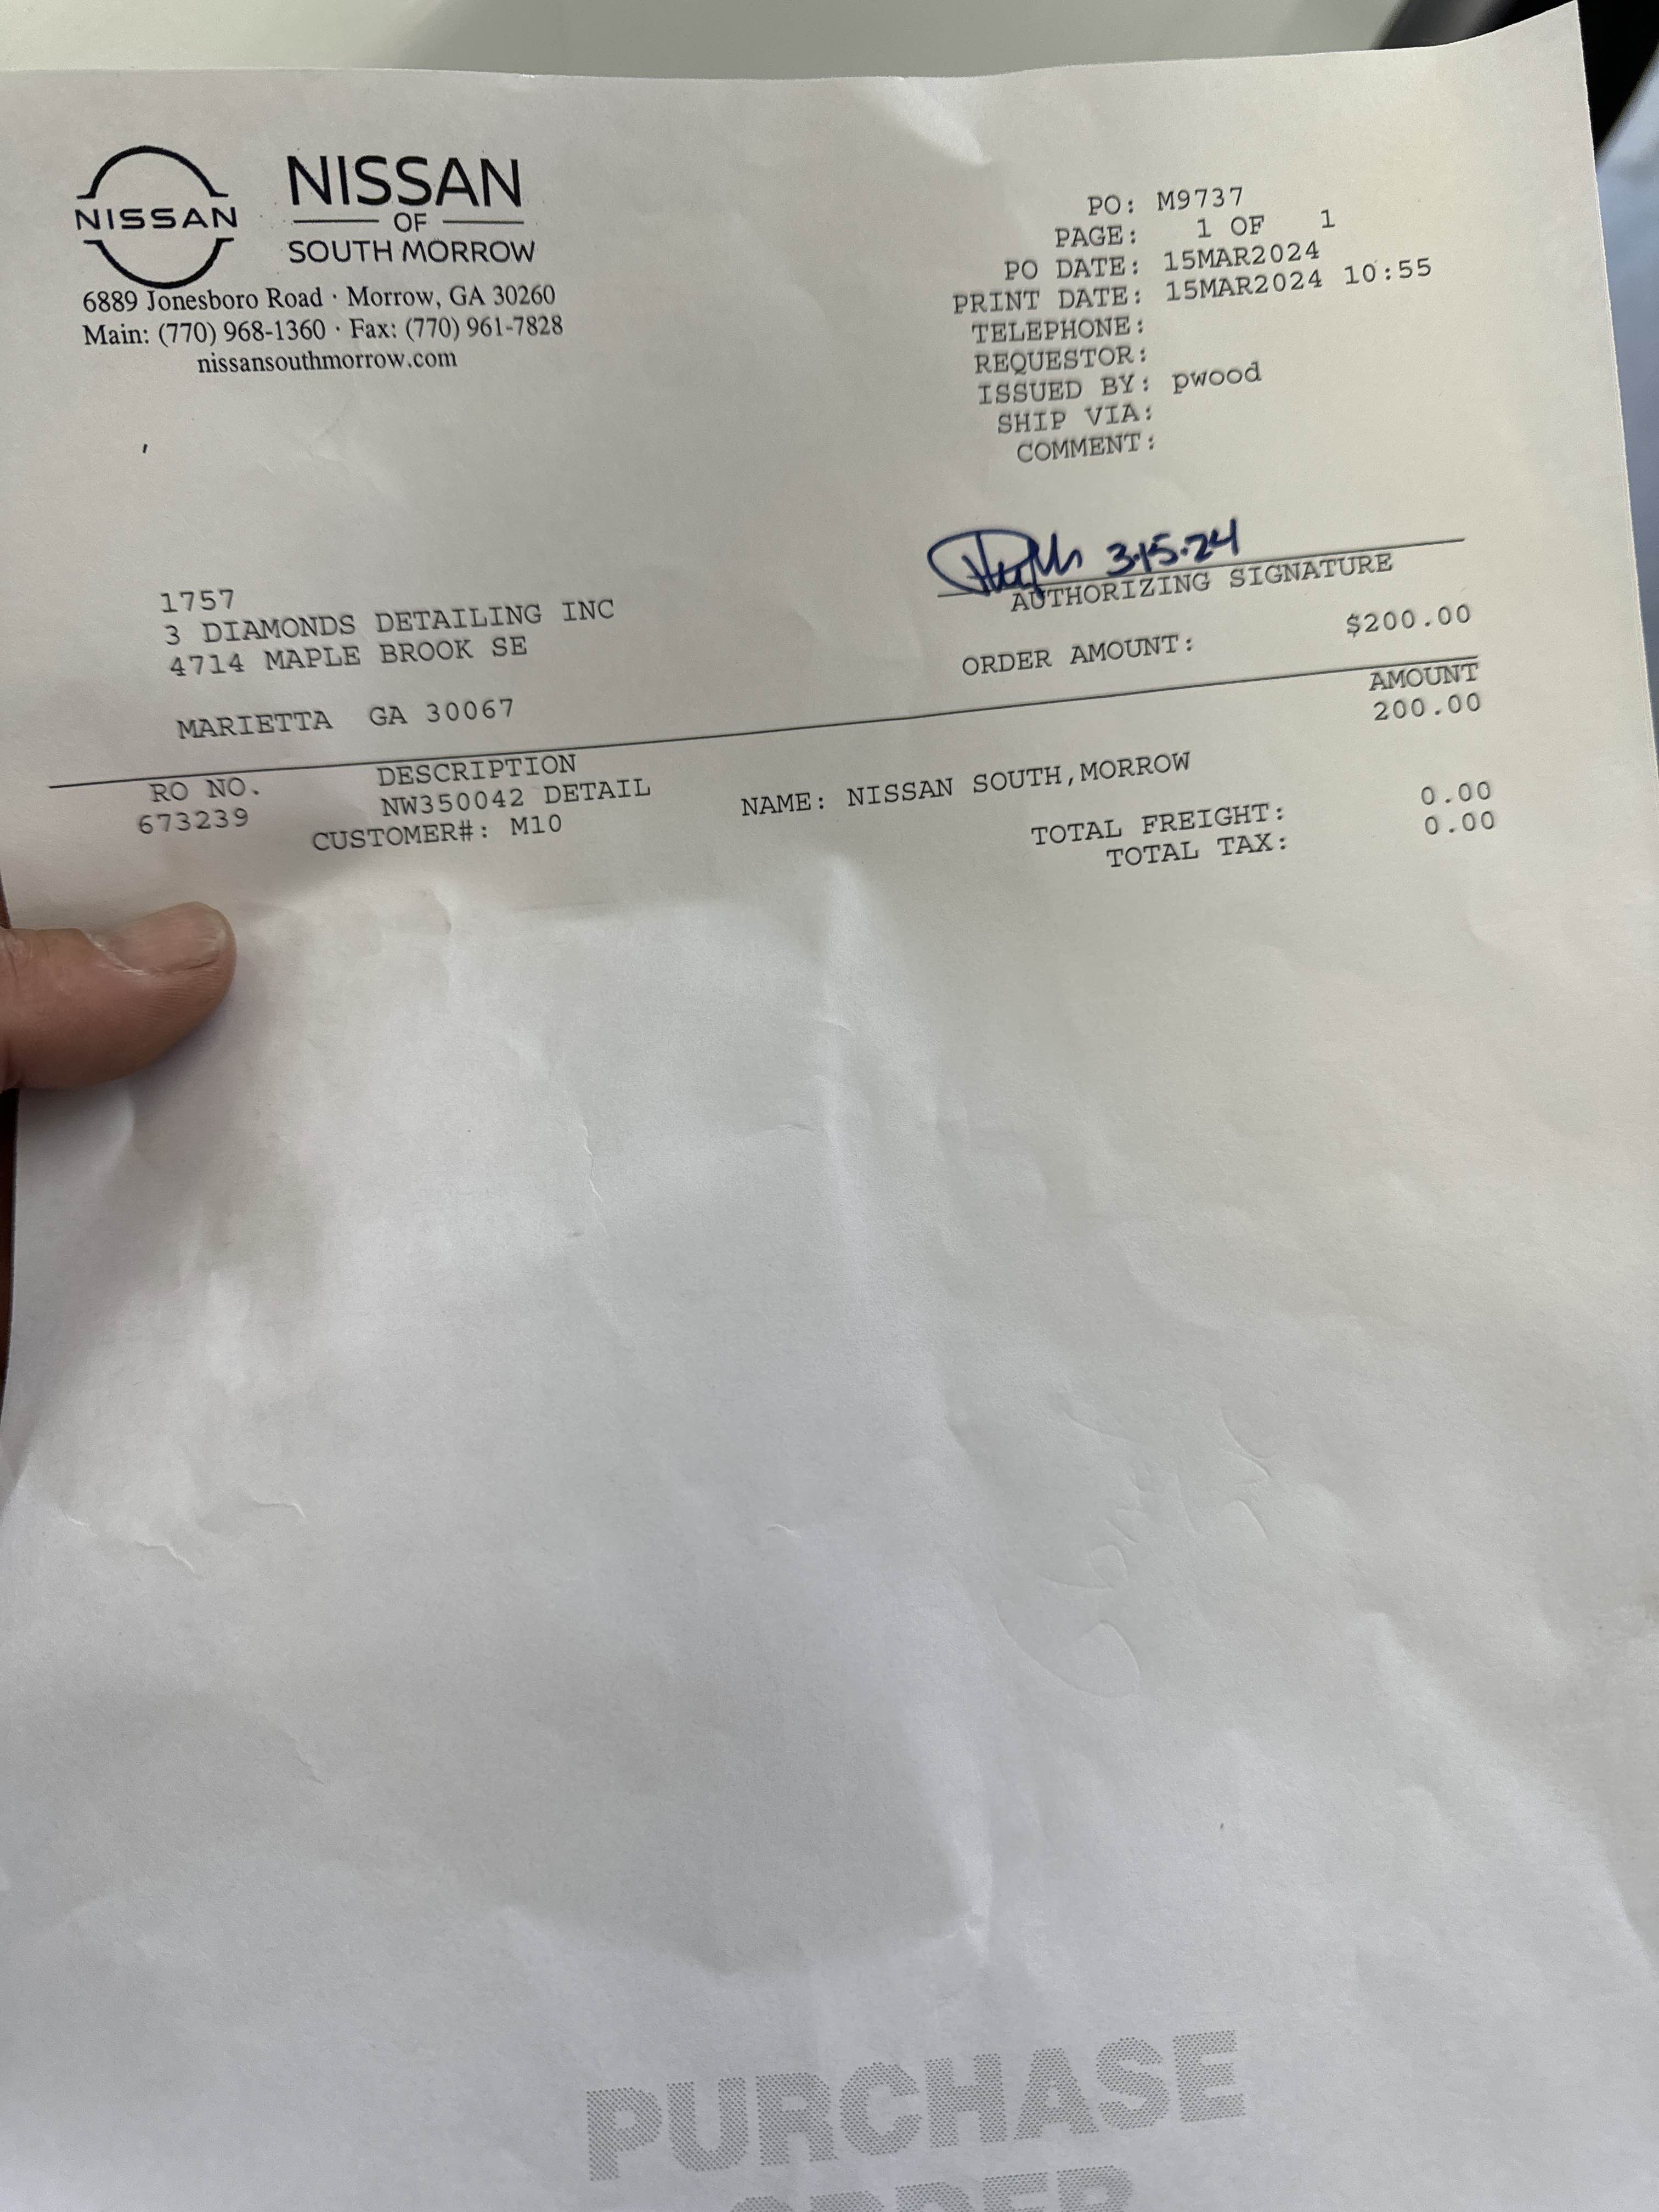 NISSAN
NISSAN
OF
SOUTH MORROW
6889 Jonesboro Road · Morrow, GA 30260
Main: (770) 968-1360 · Fax: (770) 961-7828
nissansouthmorrow.com
PO: M9737
PAGE: 1 OF 1
PO DATE: 15MAR2024
PRINT DATE: 15MAR2024 10:55
TELEPHONE:
REQUESTOR:
ISSUED BY: pwood
SHIP VIA:
COMMENT:
3.15.24
AUTHORIZING SIGNATURE
1757
3 DIAMONDS DETAILING INC
4714 MAPLE BROOK SE
MARIETTA GA 30067
ORDER AMOUNT: $200.00
RO NO. DESCRIPTION AMOUNT
673239 NW350042 DETAIL 200.00
CUSTOMER#: M10 NAME: NISSAN SOUTH,MORROW
TOTAL FREIGHT: 0.00
TOTAL TAX: 0.00
PURCHASE
ORDER